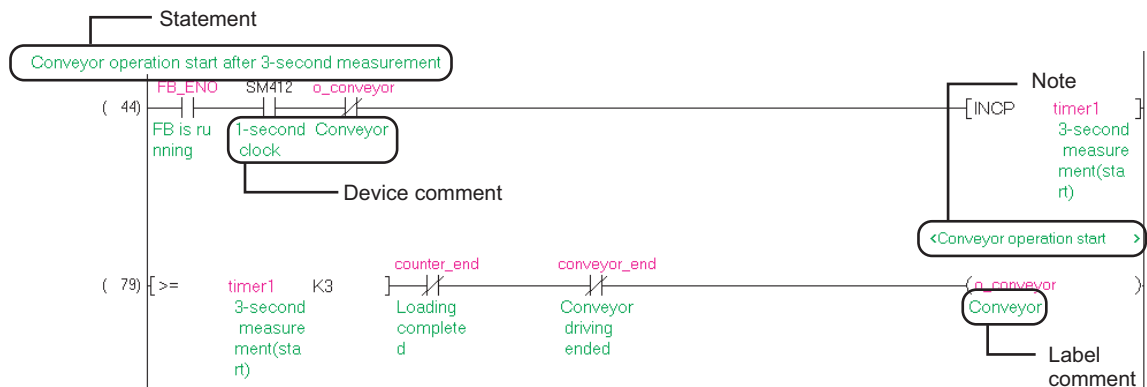 Statement
Conveyor operation start after 3-second measurement
Note
FB_ENO SM412 o_conveyor
( 44) [INCP timer1 ]
FB is ru 1-second Conveyor 3-second
nning clock measure
ment(sta
rt)
Device comment
<Conveyor operation start >
counter_end conveyor_end
( 79) [>= timer1 K3 ] (o_conveyor )
3-second Loading Conveyor Conveyor
measure complete driving
ment(sta d ended
rt)
Label
comment